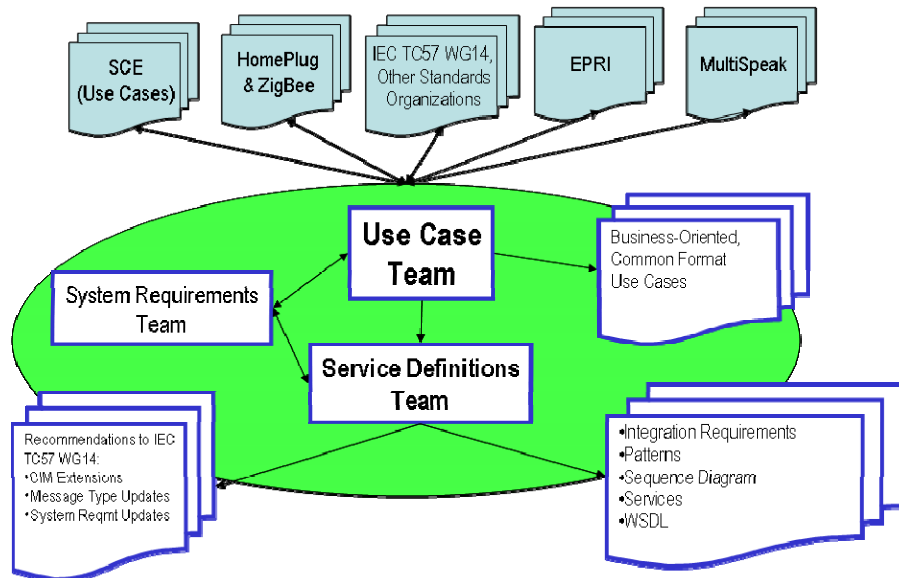 SCE
(Use Cases)
HomePlug
& ZigBee
IEC TC57 WG14,
Other Standards
Organizations
EPRI
MultiSpeak
Use Case
Team
Business-Oriented,
Common Format
Use Cases
System Requirements
Team
Service Definitions
Team
Recommendations to IEC
TC57 WG14:
•CIM Extensions
•Message Type Updates
•System Reqmt Updates
•Integration Requirements
•Patterns
•Sequence Diagram
•Services
•WSDL